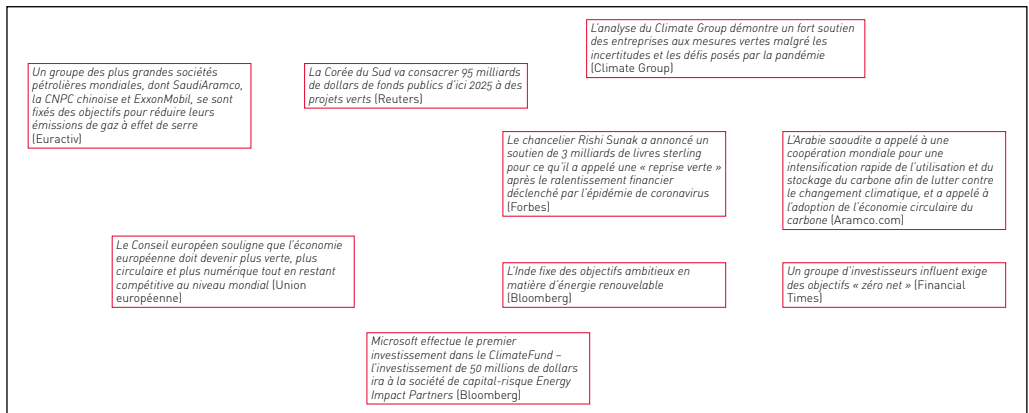 L'analyse du Climate Group démontre un fort soutien
des entreprises aux mesures vertes malgré les
incertitudes et les défis posés par la pandémie
(Climate Group)
Un groupe des plus grandes sociétés
pétrolières mondiales, dont SaudiAramco,
la CNPC chinoise et ExxonMobil, se sont
fixés des objectifs pour réduire leurs
émissions de gaz à effet de serre
(Euractiv)
La Corée du Sud va consacrer 95 milliards
de dollars de fonds publics d'ici 2025 à des
projets verts (Reuters)
Le chancelier Rishi Sunak a annoncé un
soutien de 3 milliards de livres sterling
pour ce qu'il a appelé une « reprise verte »
après le ralentissement financier
déclenché par l'épidémie de coronavirus
(Forbes)
L'Arabie saoudite a appelé à une
coopération mondiale pour une
intensification rapide de l'utilisation et du
stockage du carbone afin de lutter contre
le changement climatique, et a appelé à
l'adoption de l'économie circulaire du
carbone (Aramco.com)
Le Conseil européen souligne que l'économie
européenne doit devenir plus verte, plus
circulaire et plus numérique tout en restant
compétitive au niveau mondial (Union
européenne)
L'Inde fixe des objectifs ambitieux en
matière d'énergie renouvelable
(Bloomberg)
Un groupe d'investisseurs influent exige
des objectifs « zéro net » (Financial
Times)
Microsoft effectue le premier
investissement dans le ClimateFund –
l'investissement de 50 millions de dollars
ira à la société de capital-risque Energy
Impact Partners (Bloomberg)